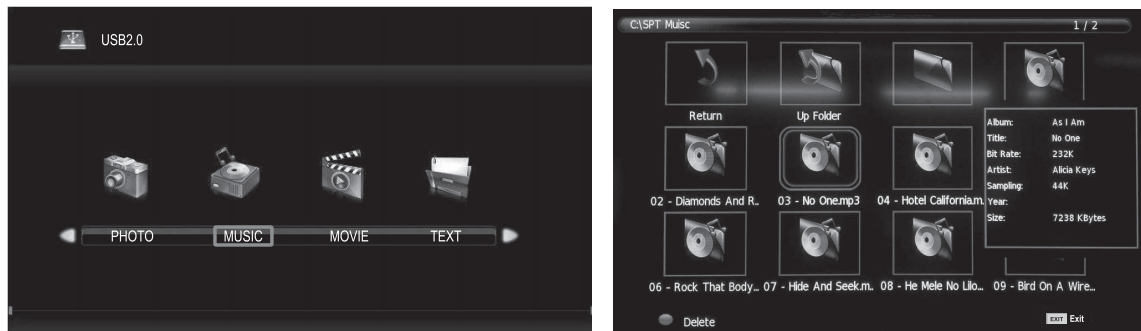 USB2.0
PHOTO MUSIC MOVIE TEXT
C:\SPT Muisc 1 / 2
Return Up Folder
Album: As I Am
Title: No One
Bit Rate: 232K
Artist: Alicia Keys
Sampling: 44K
Year:
Size: 7238 KBytes
02 - Diamonds And R.. 03 - No One.mp3 04 - Hotel California.m.
06 - Rock That Body... 07 - Hide And Seek.m.. 08 - He Mele No Lilo... 09 - Bird On A Wire...
Delete EXIT Exit